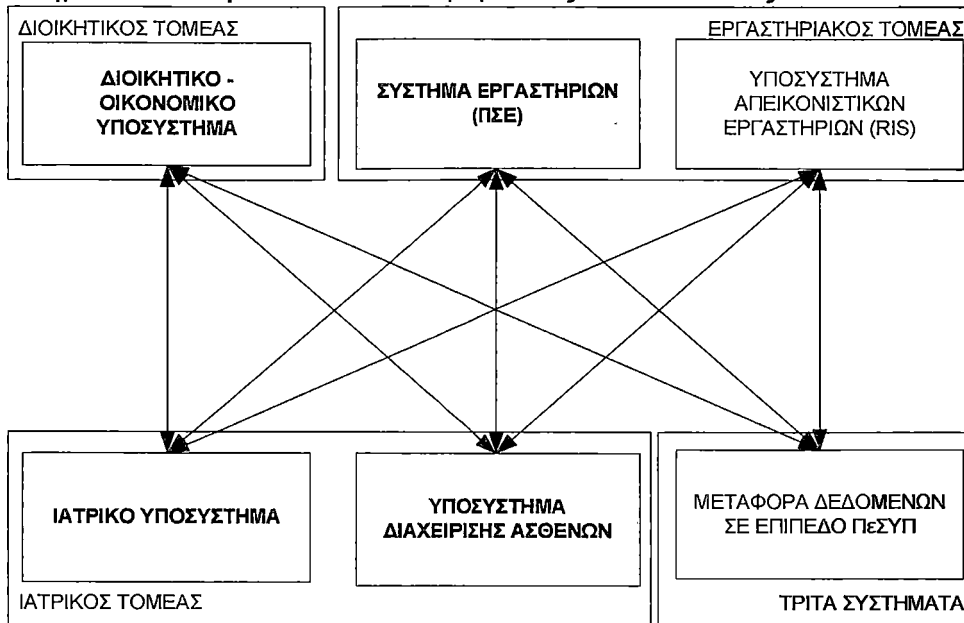 ΔΙΟΙΚΗΤΙΚΟΣ ΤΟΜΕΑΣ
ΔΙΟΙΚΗΤΙΚΟ -
ΟΙΚΟΝΟΜΙΚΟ
ΥΠΟΣΥΣΤΗΜΑ
ΕΡΓΑΣΤΗΡΙΑΚΟΣ ΤΟΜΕΑΣ
ΣΥΣΤΗΜΑ ΕΡΓΑΣΤΗΡΙΩΝ
(ΠΣΕ)
ΥΠΟΣΥΣΤΗΜΑ
ΑΠΕΙΚΟΝΙΣΤΙΚΩΝ
ΕΡΓΑΣΤΗΡΙΩΝ (RIS)
ΙΑΤΡΙΚΟ ΥΠΟΣΥΣΤΗΜΑ
ΥΠΟΣΥΣΤΗΜΑ
ΔΙΑΧΕΙΡΙΣΗΣ ΑΣΘΕΝΩΝ
ΙΑΤΡΙΚΟΣ ΤΟΜΕΑΣ
ΜΕΤΑΦΟΡΑ ΔΕΔΟΜΕΝΩΝ
ΣΕ ΕΠΙΠΕΔΟ ΠεΣΥΠ
ΤΡΙΤΑ ΣΥΣΤΗΜΑΤΑ